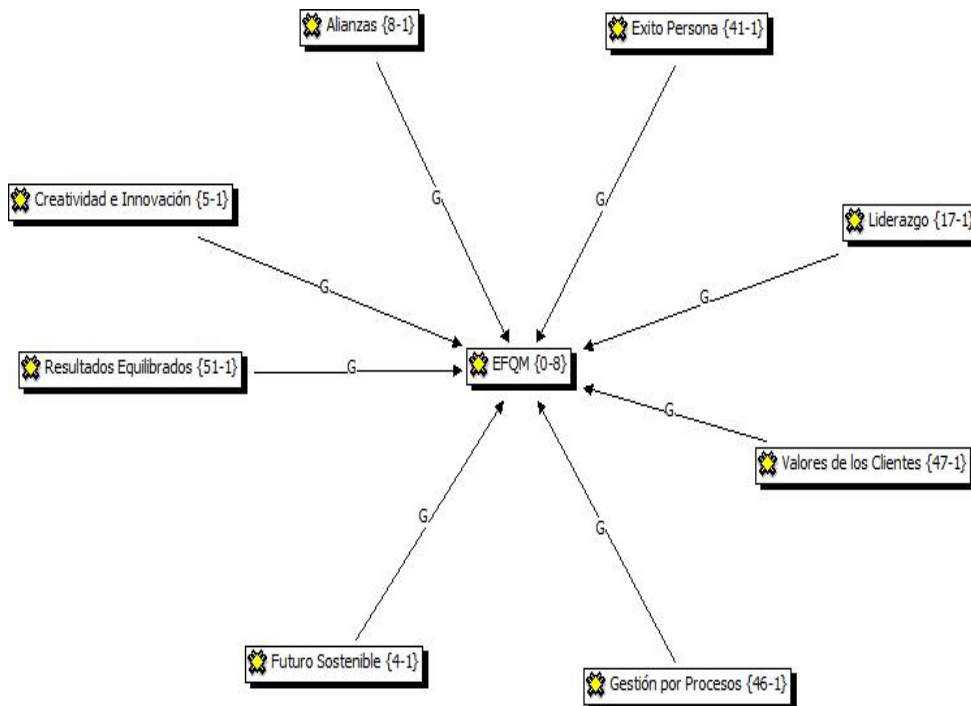 Alianzas {8-1}
Exito Persona {41-1}
G
G
Creatividad e Innovación {5-1}
Liderazgo {17-1}
G
G
Resultados Equilibrados {51-1}
G
EFQM {0-8}
G
Valores de los Clientes {47-1}
G
G
Futuro Sostenible {4-1}
Gestión por Procesos {46-1}